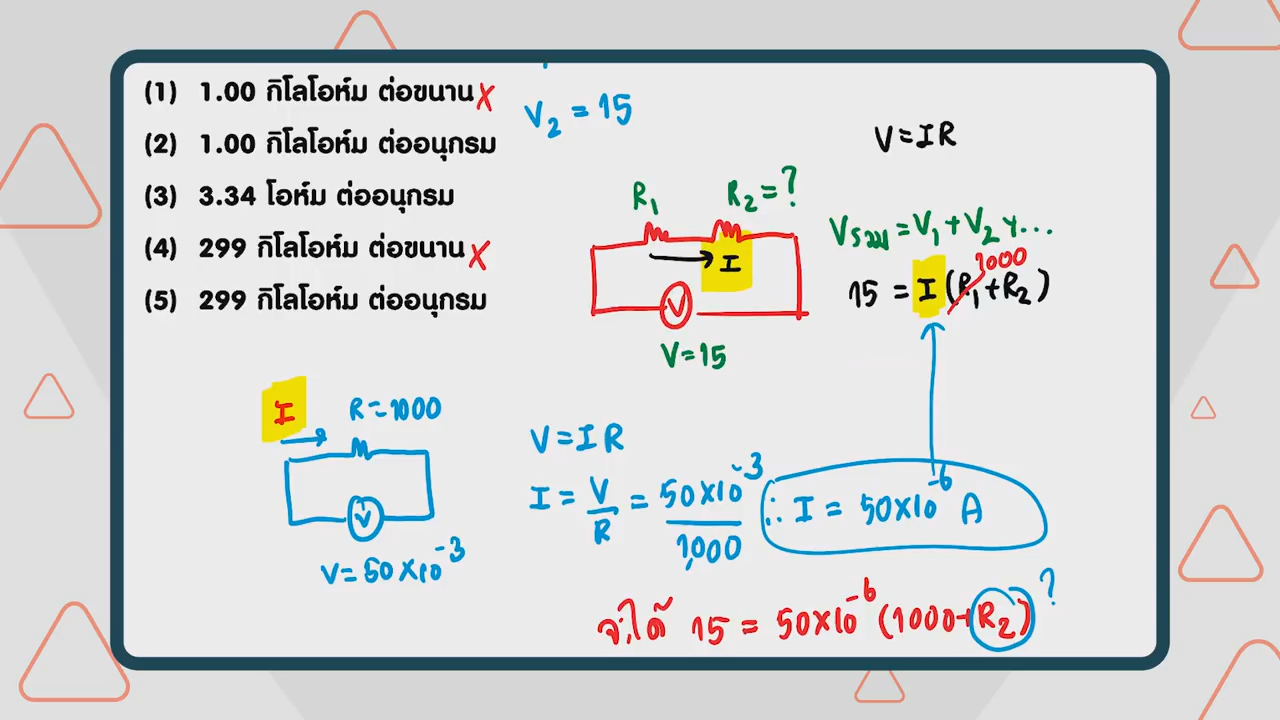 (1) 1.00 กิโลโอห์ม ต่อขนาน X
(2) 1.00 กิโลโอห์ม ต่ออนุกรม
(3) 3.34 โอห์ม ต่ออนุกรม
(4) 299 กิโลโอห์ม ต่อขนาน X
(5) 299 กิโลโอห์ม ต่ออนุกรม
V₂ = 15
V = IR
R₁ R₂ = ?
I
V
V = 15
Vรวม = V₁ + V₂ + ...
1000
15 = I (R₁ + R₂)
I R = 1000
V
V = 50 × 10⁻³
V = IR
I = V/R = 50×10⁻³/1,000
∴ I = 50×10⁻⁶ A
จะได้ 15 = 50×10⁻⁶ (1000 + R₂) ?